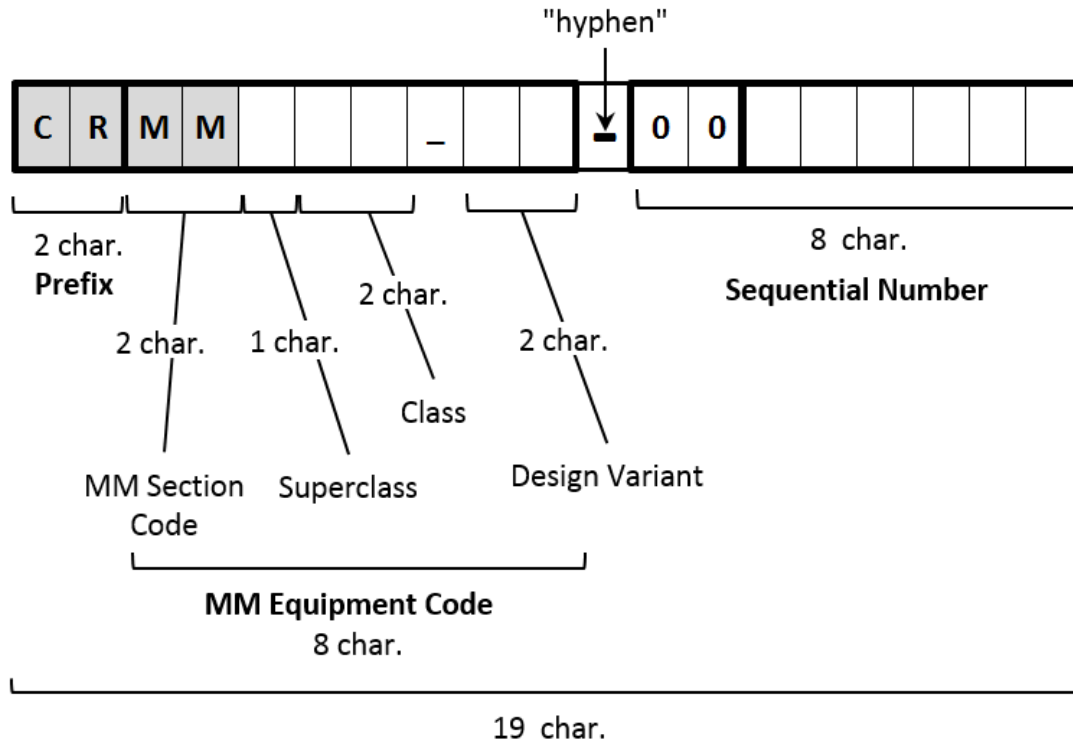 "hyphen"
C R M M _ - 0 0
2 char.
Prefix
8 char.
Sequential Number
2 char.
2 char.
1 char.
2 char.
Class
MM Section
Code
Superclass
Design Variant
MM Equipment Code
8 char.
19 char.